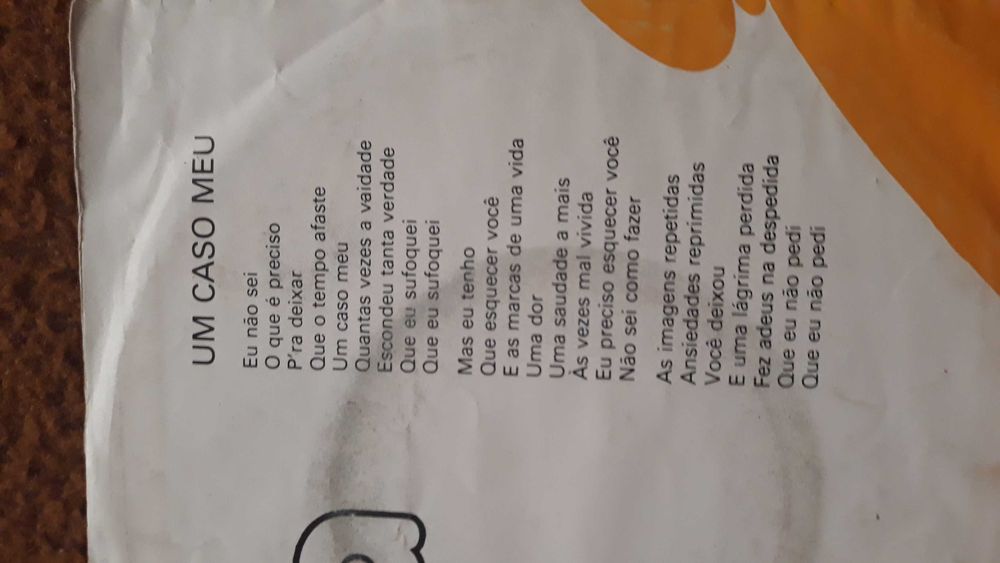 UM CASO MEU
Eu não sei
O que é preciso
P'ra deixar
Que o tempo afaste
Um caso meu
Quantas vezes a vaidade
Escondeu tanta verdade
Que eu sufoquei
Que eu sufoquei
Mas eu tenho
Que esquecer você
E as marcas de uma vida
Uma dor
Uma saudade a mais
Às vezes mal vivida
Eu preciso esquecer você
Não sei como fazer
As imagens repetidas
Ansiedades reprimidas
Você deixou
E uma lágrima perdida
Fez adeus na despedida
Que eu não pedi
Que eu não pedi